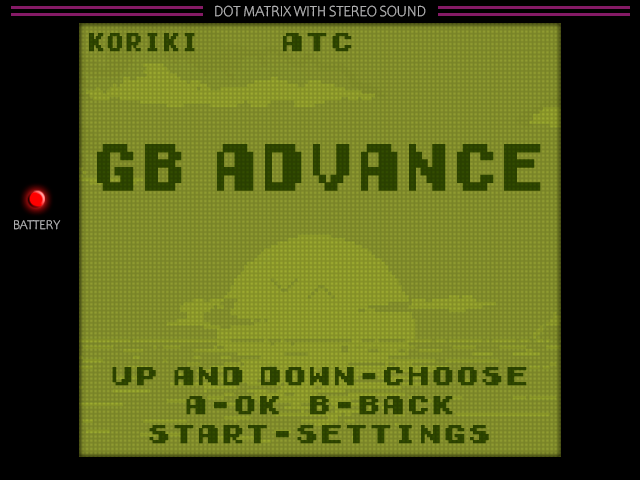 DOT MATRIX WITH STEREO SOUND
KORIKI ATC
GB ADVANCE
BATTERY
UP AND DOWN-CHOOSE
A-OK B-BACK
START-SETTINGS